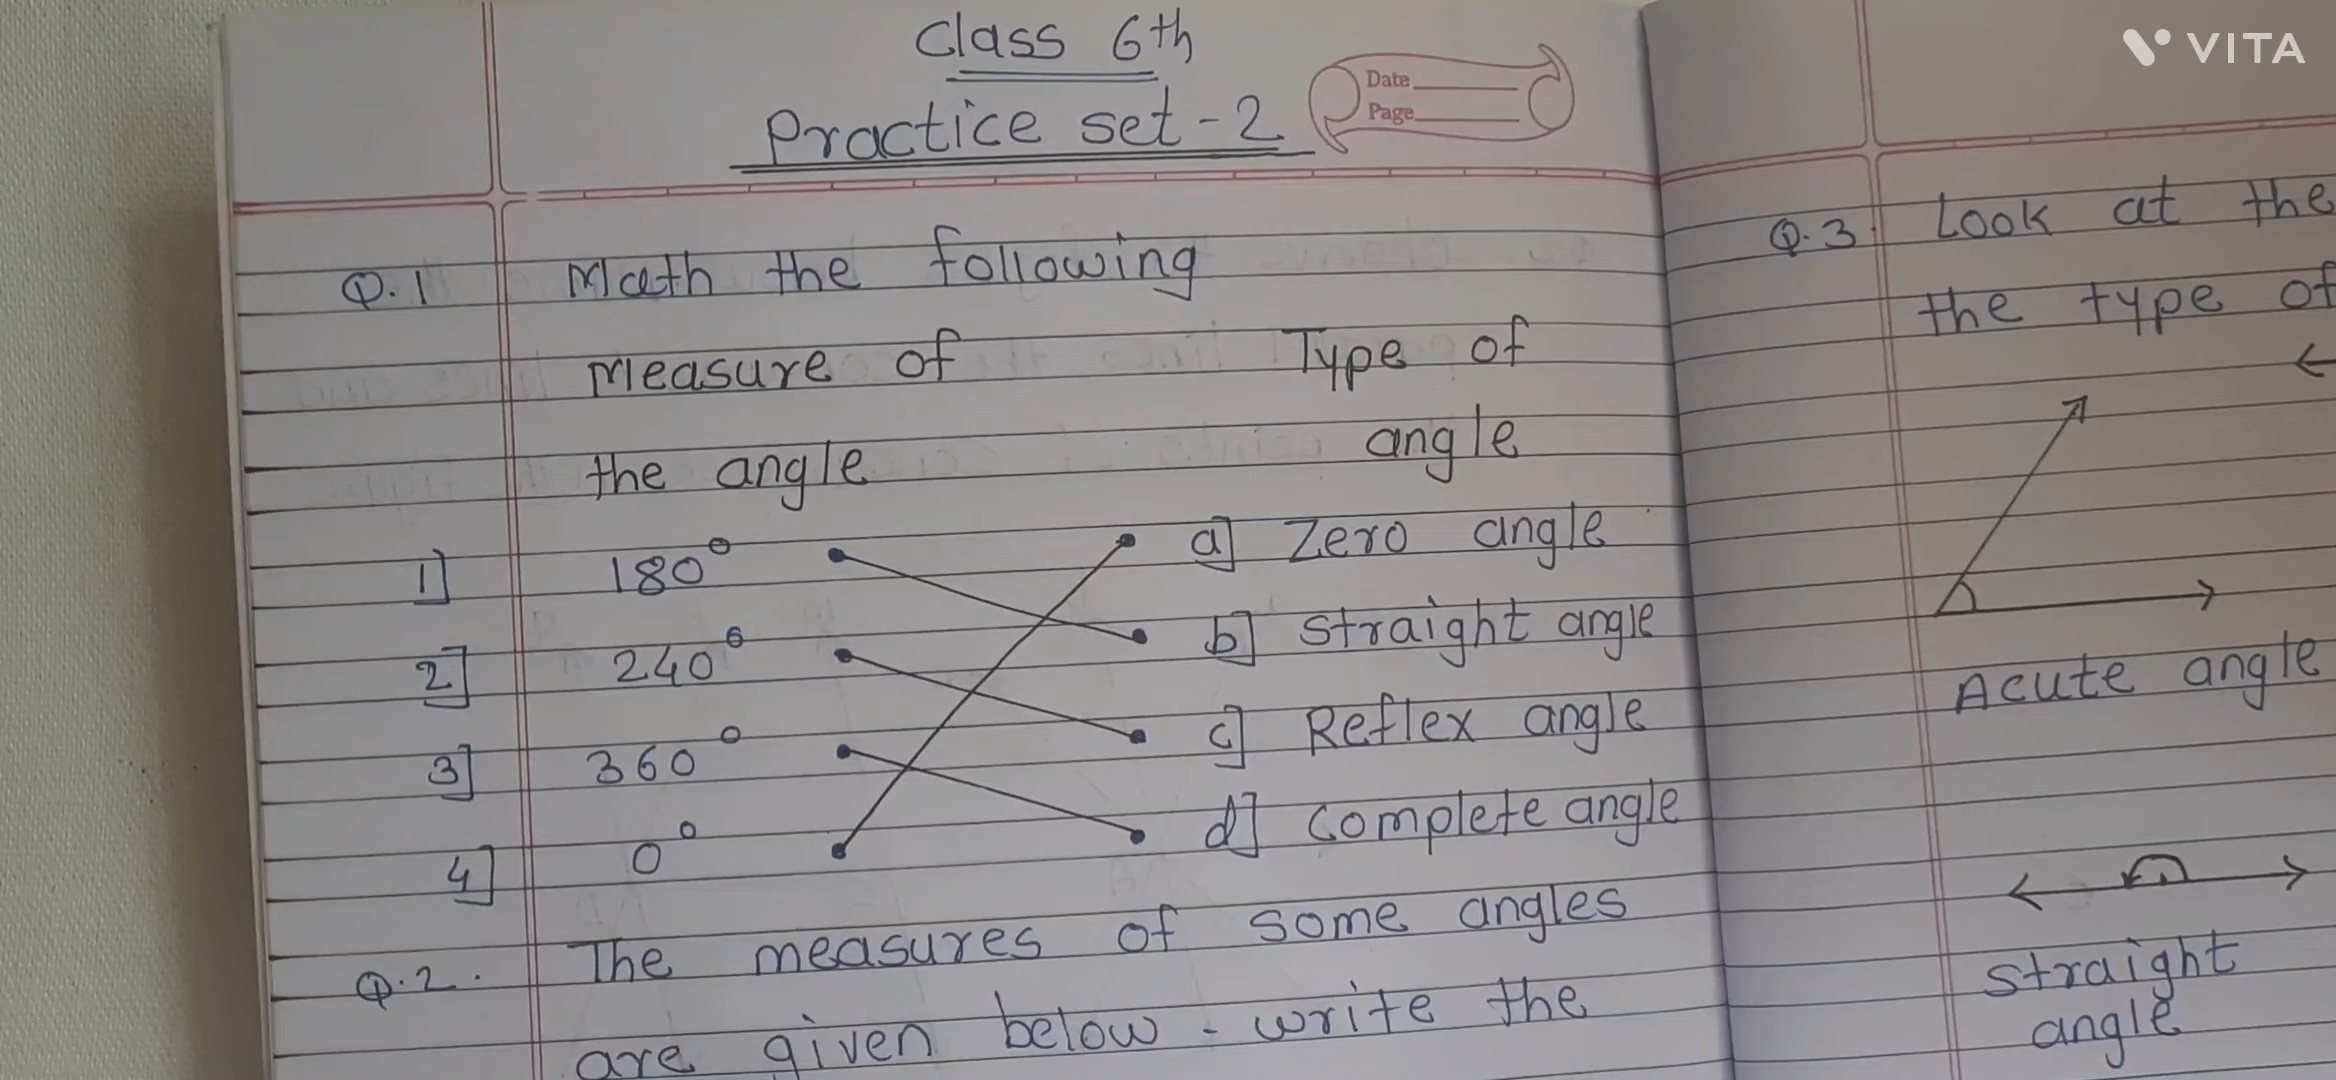 VITA
Class 6th
Practice set - 2
Date
Page
Q.1 Math the following
Measure of Type of
the angle angle
1] 180° a] Zero angle
2] 240° b] straight angle
3] 360° c] Reflex angle
4] 0° d] complete angle
Q.2. The measures of some angles
are given below. write the
Q.3. Look at the
the type of
Acute angle
straight
angle